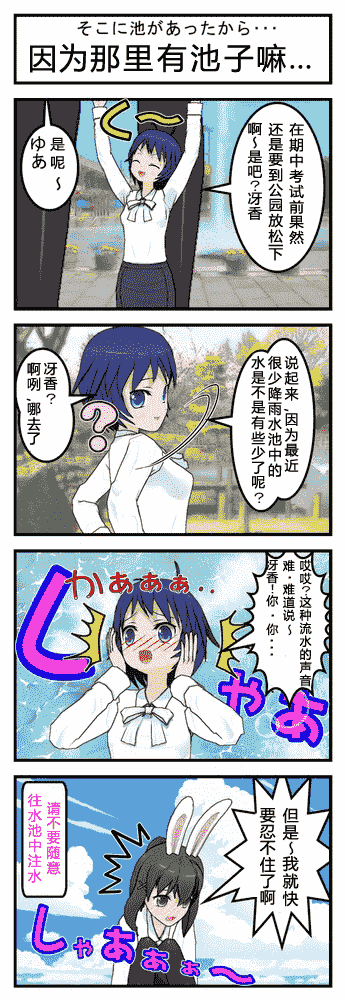 そこに池があったから･･･
因为那里有池子嘛...
在期中考试前果然
还是要到公园放松下
啊～是吧？冴香
く～
是呢～
ゆあ
说起来,因为最近
很少降雨水池中的
水是不是有些少了呢？
？
冴香？
啊咧,哪去了
哎哎？这种流水的声音
难･难道说～
冴香！你･你･･･
かぁぁぁ..
しゃあ
但是～我就快
要忍不住了啊
请不要随意
往水池中注水
しゃあぁぁぉ～